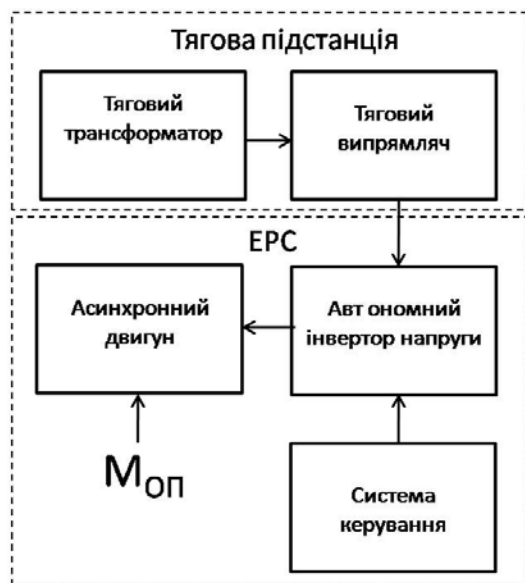 Тягова підстанція
Тяговий
трансформатор
Тяговий
випрямляч
ЕРС
Асинхронний
двигун
Авт ономний
інвертор напруги
Моп
Система
керування